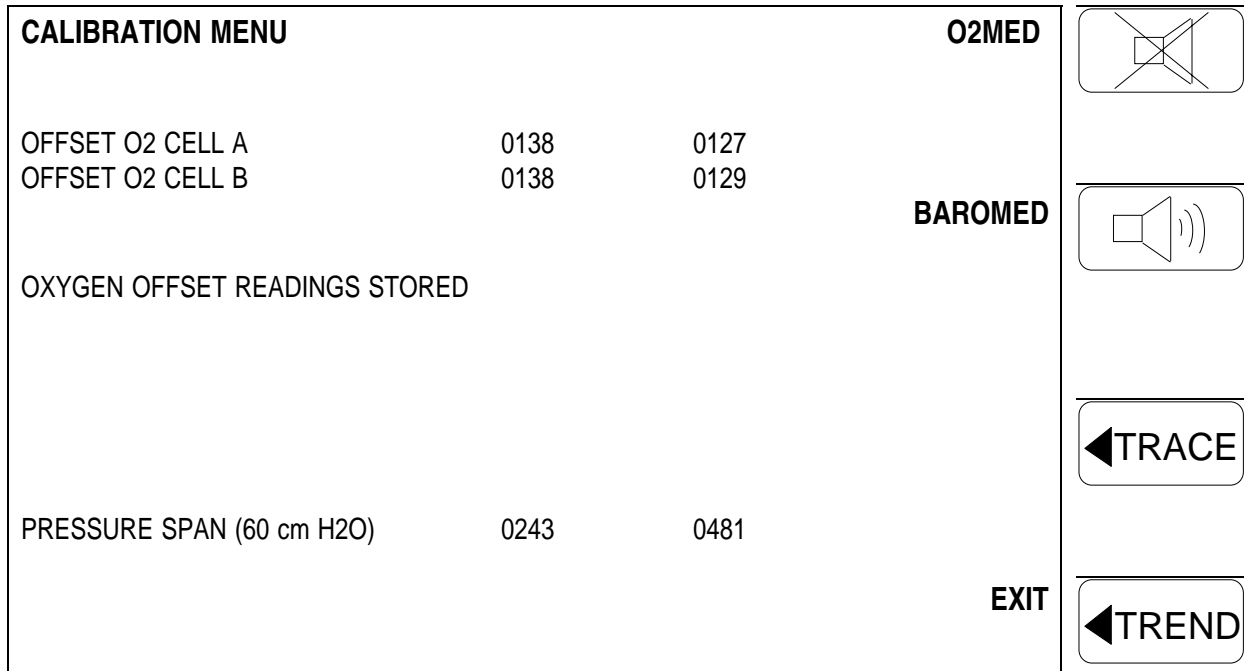 CALIBRATION MENU O2MED
OFFSET O2 CELL A 0138 0127
OFFSET O2 CELL B 0138 0129
BAROMED
OXYGEN OFFSET READINGS STORED
TRACE
PRESSURE SPAN (60 cm H2O) 0243 0481
EXIT
TREND